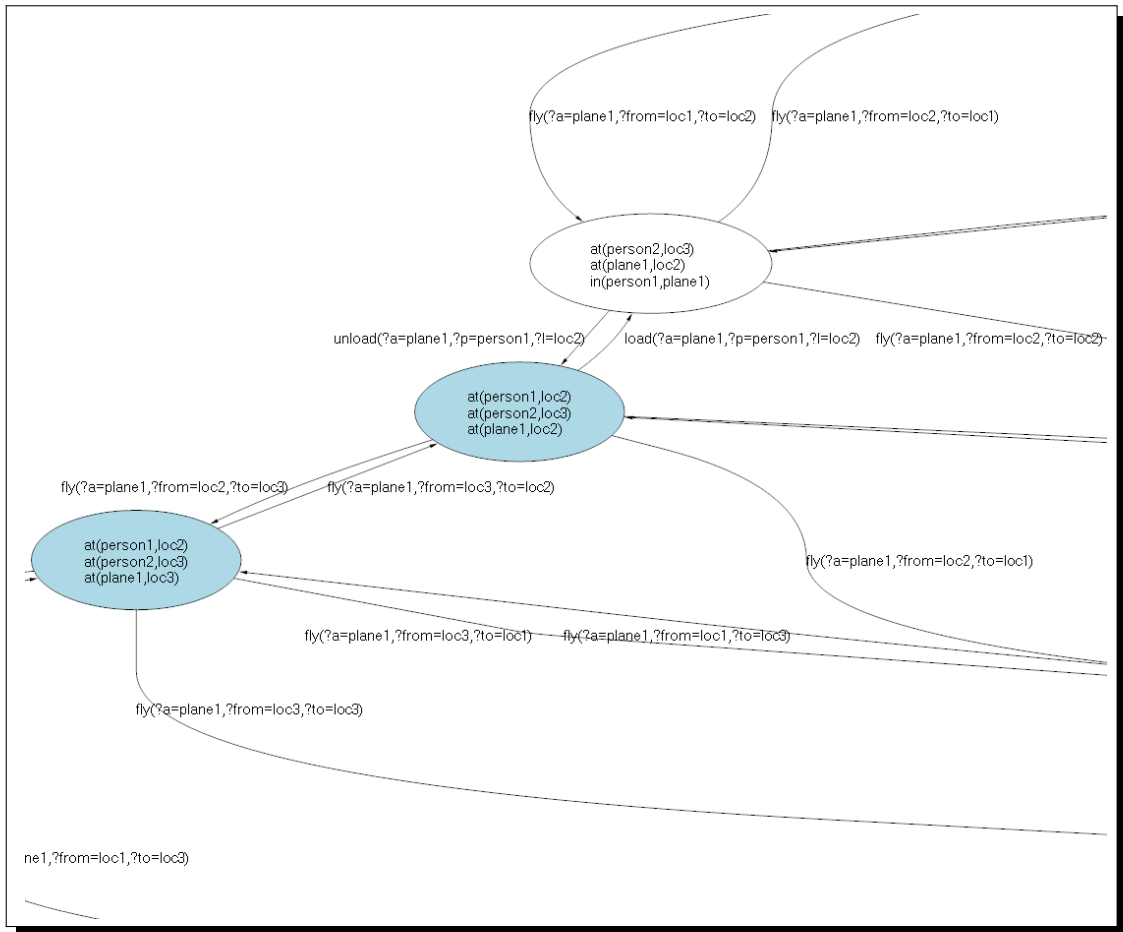 fly(?a=plane1,?from=loc1,?to=loc2)
fly(?a=plane1,?from=loc2,?to=loc1)
at(person2,loc3)
at(plane1,loc2)
in(person1,plane1)
unload(?a=plane1,?p=person1,?l=loc2)
load(?a=plane1,?p=person1,?l=loc2)
fly(?a=plane1,?from=loc2,?to=loc2)
at(person1,loc2)
at(person2,loc3)
at(plane1,loc2)
fly(?a=plane1,?from=loc2,?to=loc3)
fly(?a=plane1,?from=loc3,?to=loc2)
at(person1,loc2)
at(person2,loc3)
at(plane1,loc3)
fly(?a=plane1,?from=loc2,?to=loc1)
fly(?a=plane1,?from=loc3,?to=loc1)
fly(?a=plane1,?from=loc1,?to=loc3)
fly(?a=plane1,?from=loc3,?to=loc3)
ne1,?from=loc1,?to=loc3)